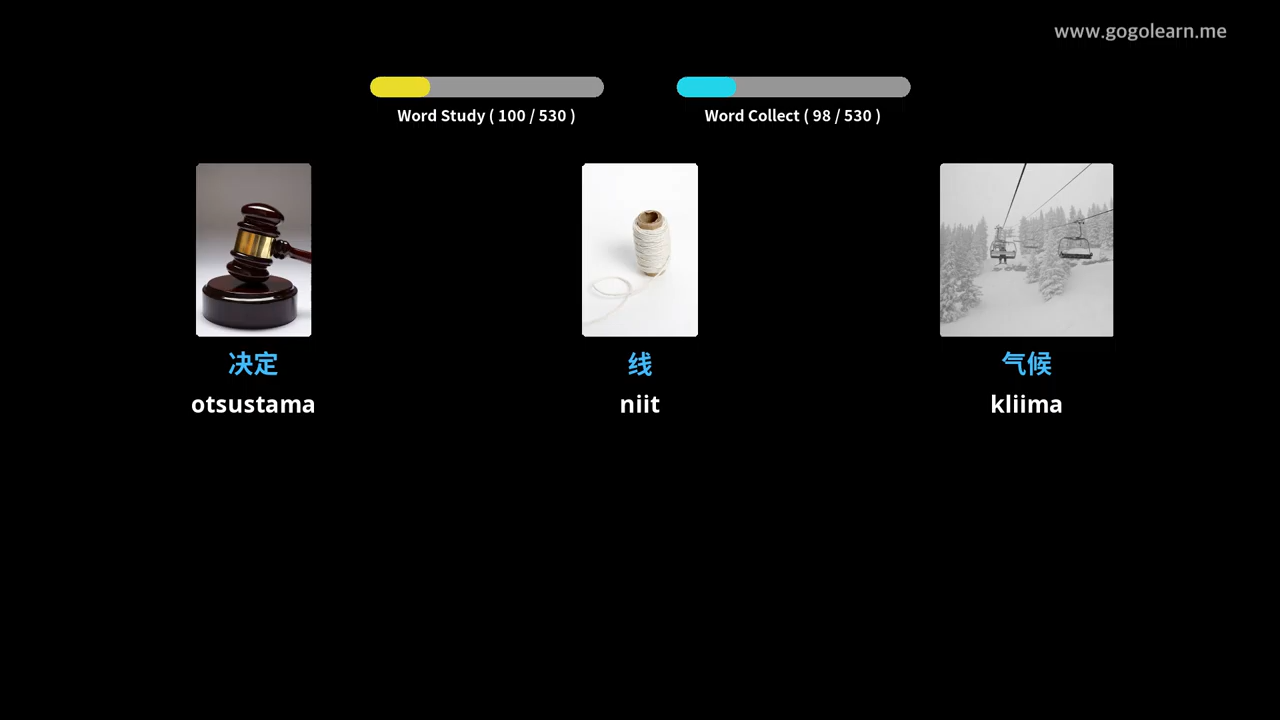 www.gogolearn.me
Word Study ( 100 / 530 )
Word Collect ( 98 / 530 )
决定
线
气候
otsustama
niit
kliima